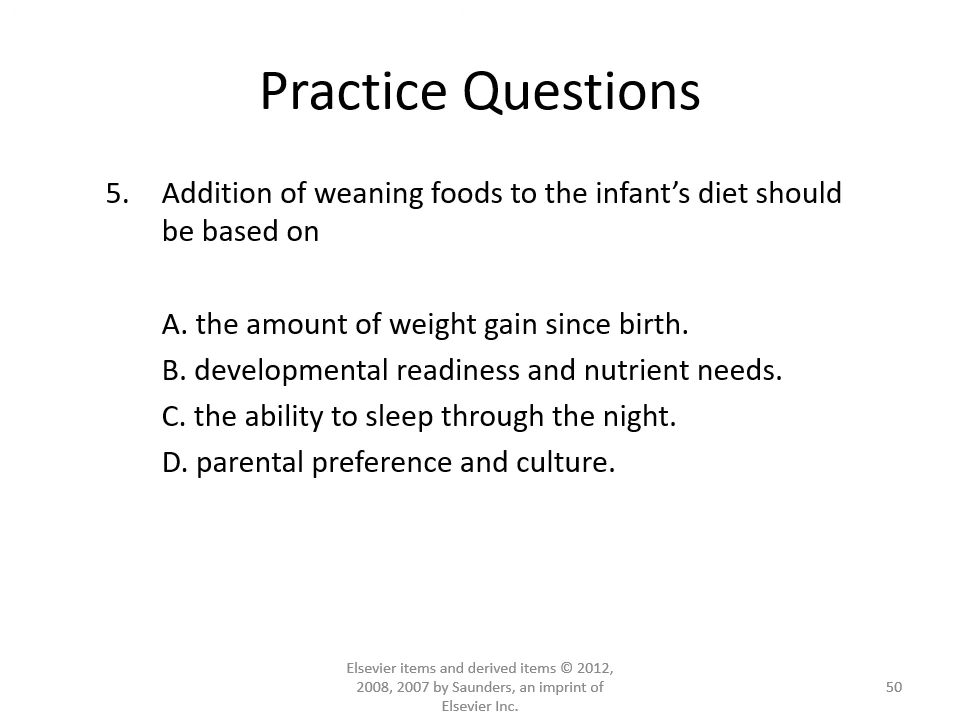 Practice Questions
5. Addition of weaning foods to the infant’s diet should
be based on
A. the amount of weight gain since birth.
B. developmental readiness and nutrient needs.
C. the ability to sleep through the night.
D. parental preference and culture.
Elsevier items and derived items © 2012,
2008, 2007 by Saunders, an imprint of
Elsevier Inc.
50